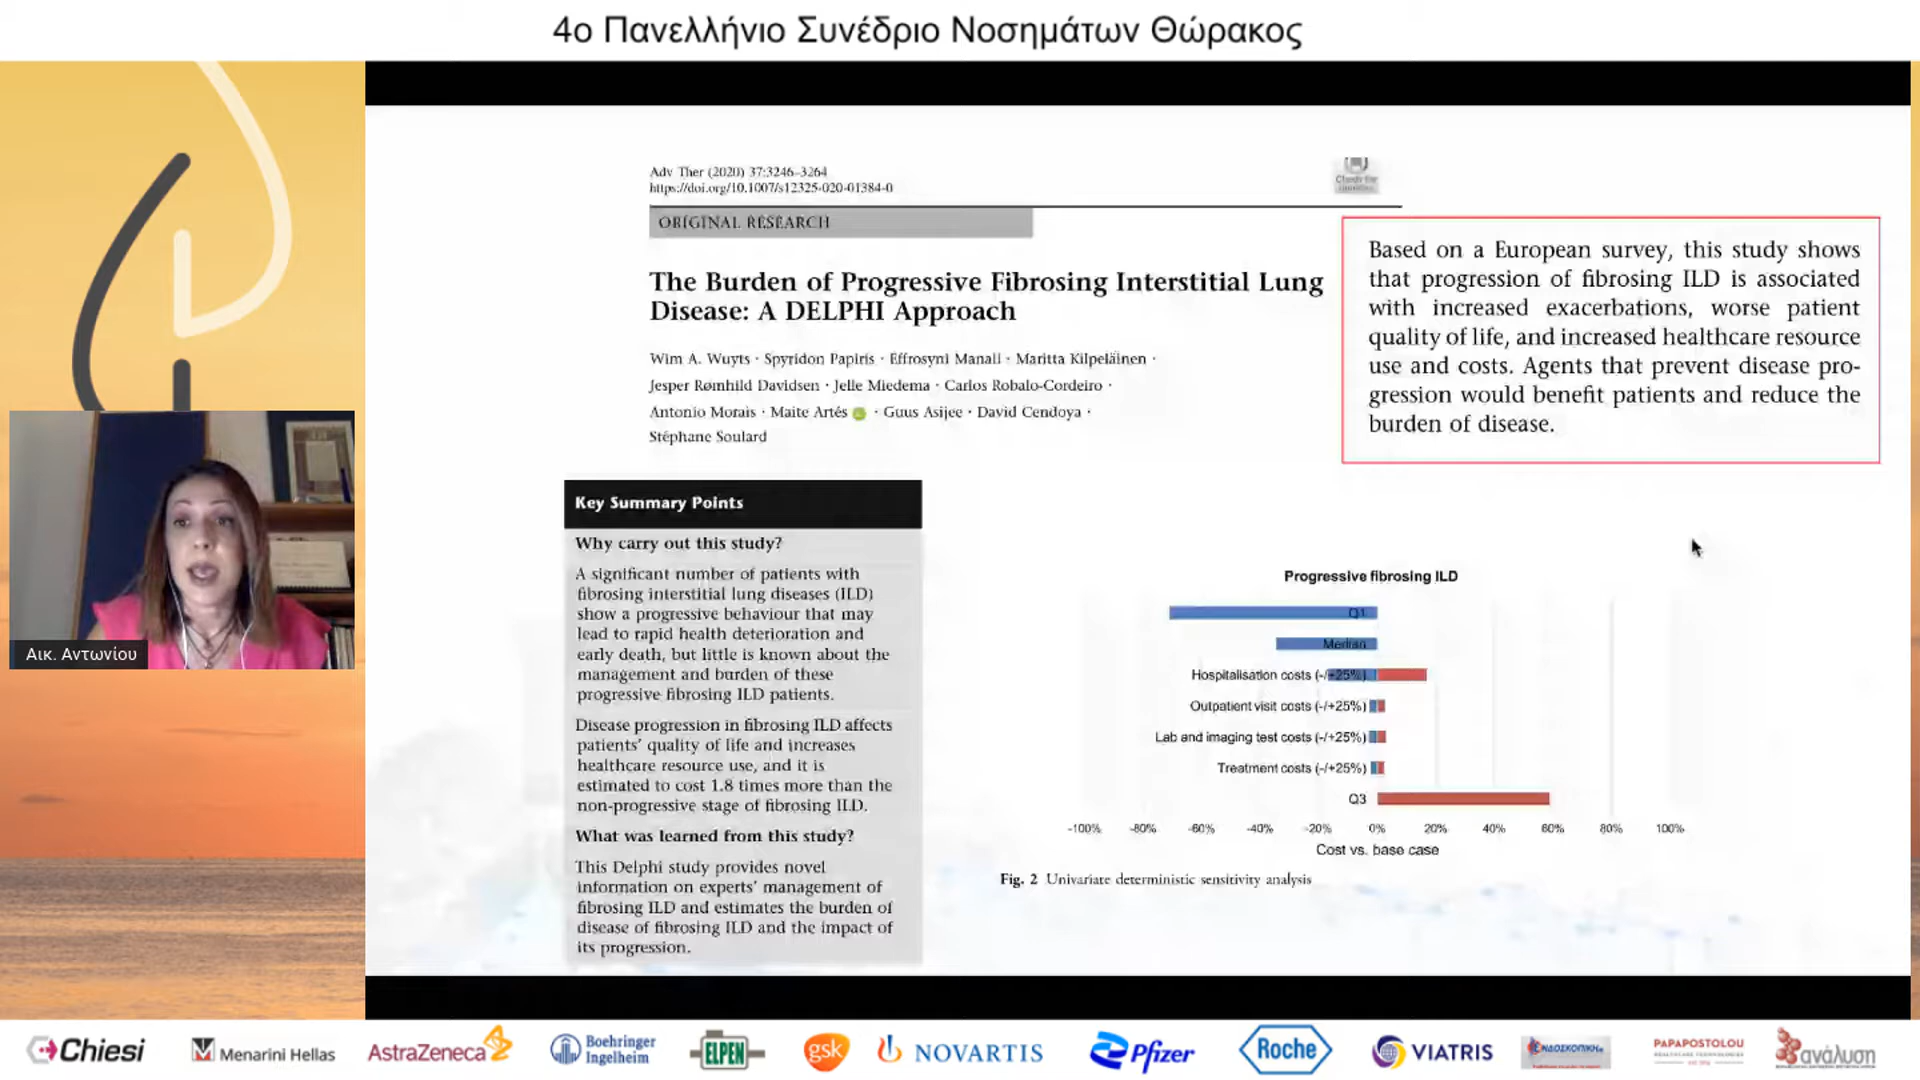 4ο Πανελλήνιο Συνέδριο Νοσημάτων Θώρακος
Adv Ther (2020) 37:3246–3264
https://doi.org/10.1007/s12325-020-01384-0
Check for
updates
ORIGINAL RESEARCH
The Burden of Progressive Fibrosing Interstitial Lung
Disease: A DELPHI Approach
Wim A. Wuyts · Spyridon Papiris · Effrosyni Manali · Maritta Kilpeläinen ·
Jesper Rømhild Davidsen · Jelle Miedema · Carlos Robalo-Cordeiro ·
Antonio Morais · Maite Artés · Guus Asijee · David Cendoya ·
Stéphane Soulard
Based on a European survey, this study shows
that progression of fibrosing ILD is associated
with increased exacerbations, worse patient
quality of life, and increased healthcare resource
use and costs. Agents that prevent disease pro-
gression would benefit patients and reduce the
burden of disease.
Key Summary Points
Why carry out this study?
A significant number of patients with
fibrosing interstitial lung diseases (ILD)
show a progressive behaviour that may
lead to rapid health deterioration and
early death, but little is known about the
management and burden of these
progressive fibrosing ILD patients.
Disease progression in fibrosing ILD affects
patients' quality of life and increases
healthcare resource use, and it is
estimated to cost 1.8 times more than the
non-progressive stage of fibrosing ILD.
What was learned from this study?
This Delphi study provides novel
information on experts' management of
fibrosing ILD and estimates the burden of
disease of fibrosing ILD and the impact of
its progression.
Progressive fibrosing ILD
Q1
Median
Hospitalisation costs (-/+25%)
Outpatient visit costs (-/+25%)
Lab and imaging test costs (-/+25%)
Treatment costs (-/+25%)
Q3
-100% -80% -60% -40% -20% 0% 20% 40% 60% 80% 100%
Cost vs. base case
Fig. 2 Univariate deterministic sensitivity analysis
Αικ. Αντωνίου
Chiesi
Menarini Hellas
AstraZeneca
Boehringer
Ingelheim
ELPEN
gsk
NOVARTIS
Pfizer
Roche
VIATRIS
ΕΝΔΟΣΚΟΠΙΚΗ
PAPAPOSTOLOU
ανάλυση